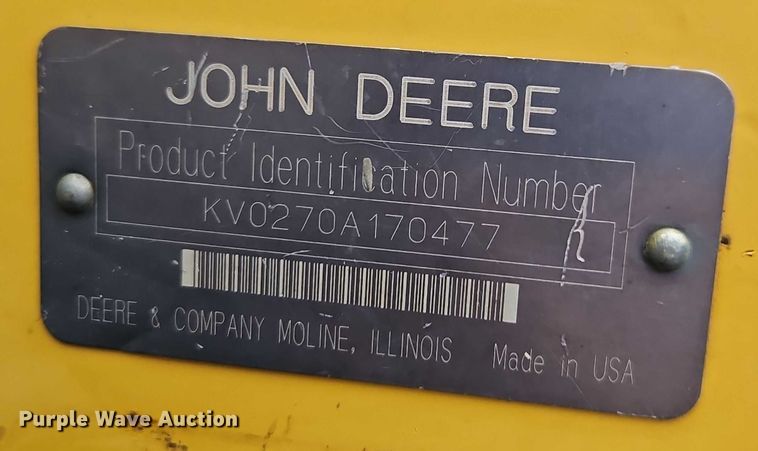 JOHN DEERE
Product Identification Number
KV0270A170477
DEERE & COMPANY MOLINE, ILLINOIS Made in USA
Purple Wave Auction